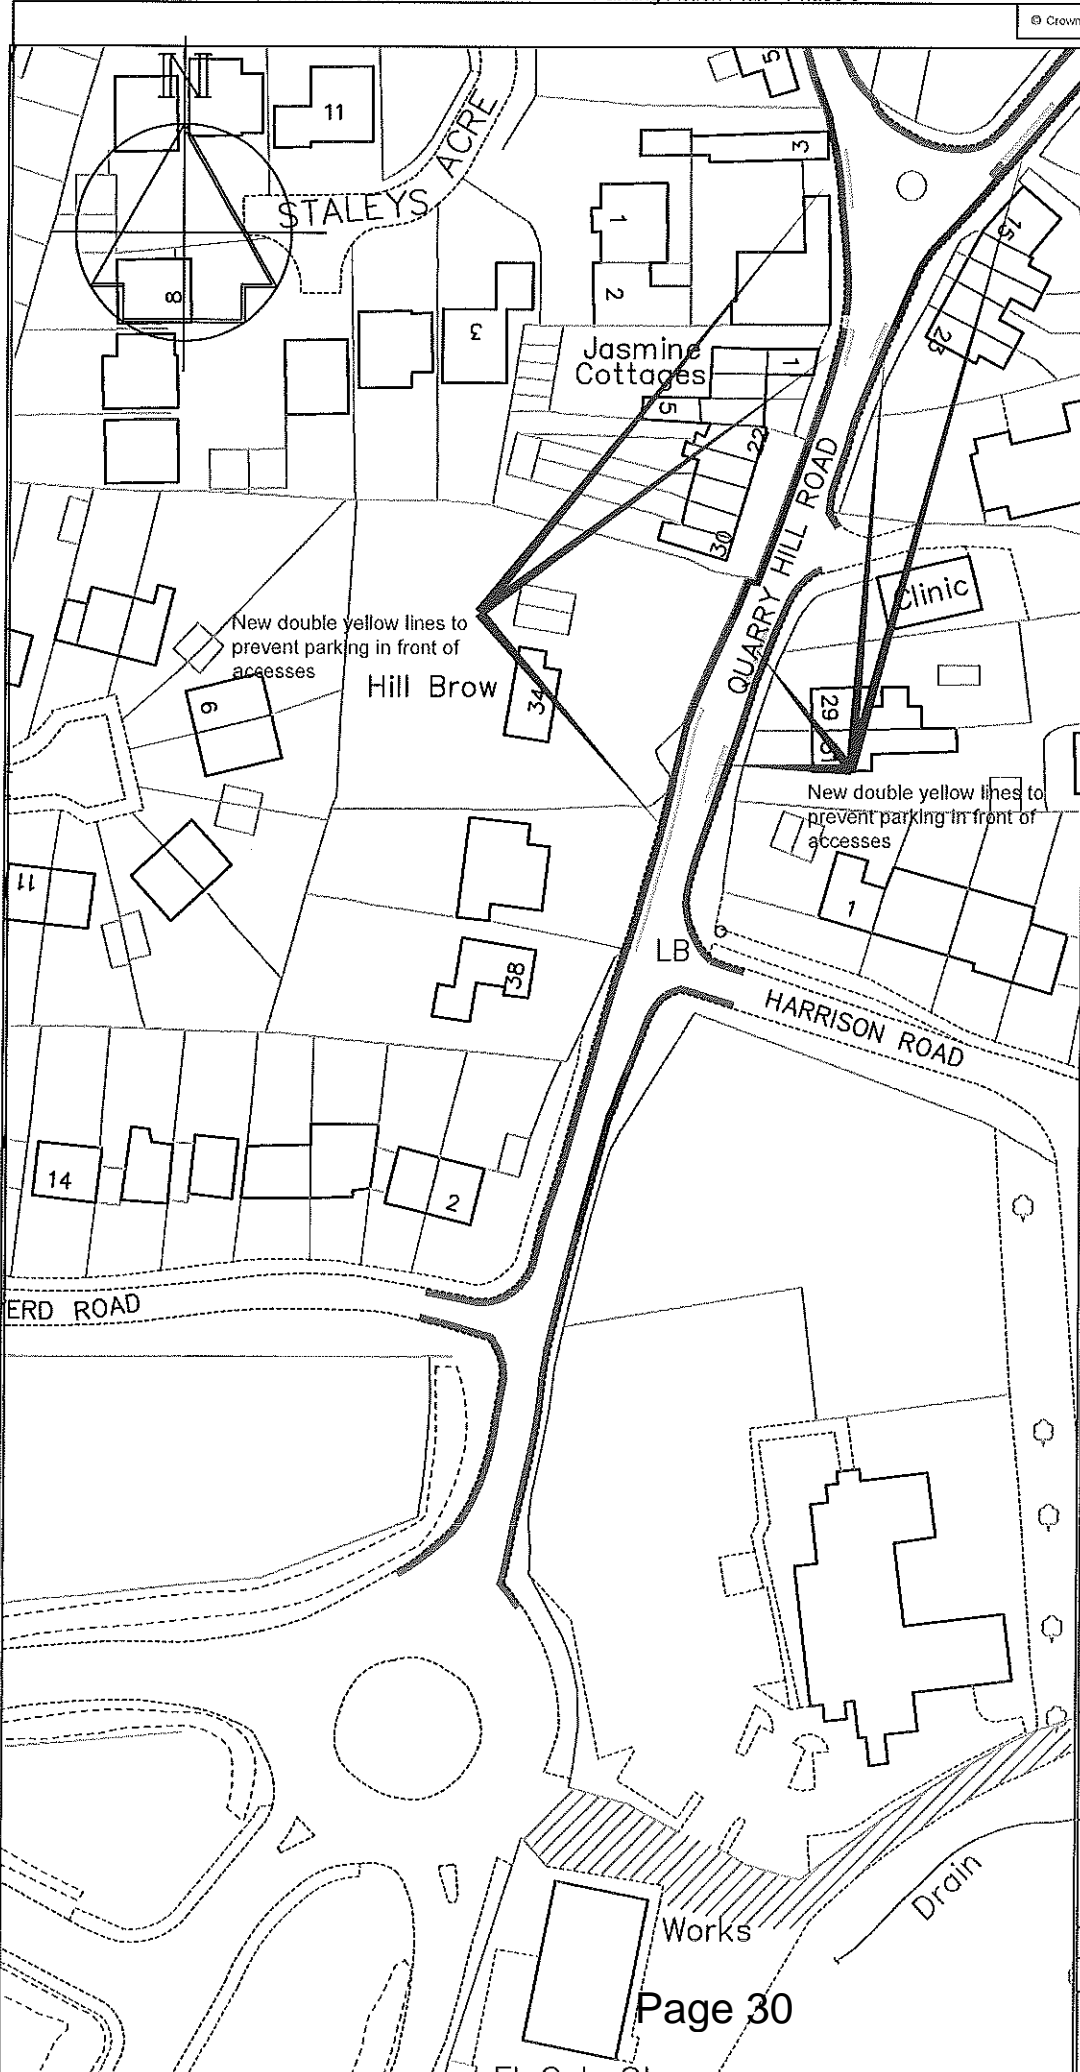 © Crown
N
11
STALEYS ACRE
8
3
5
3
1
2
15
23
Jasmine
Cottages
1
5
22
30
QUARRY HILL ROAD
Clinic
New double yellow lines to
prevent parking in front of
accesses
Hill Brow
34
6
29
31
New double yellow lines to
prevent parking in front of
accesses
11
1
38
LB
HARRISON ROAD
14
2
ERD ROAD
Drain
Works
Page 30